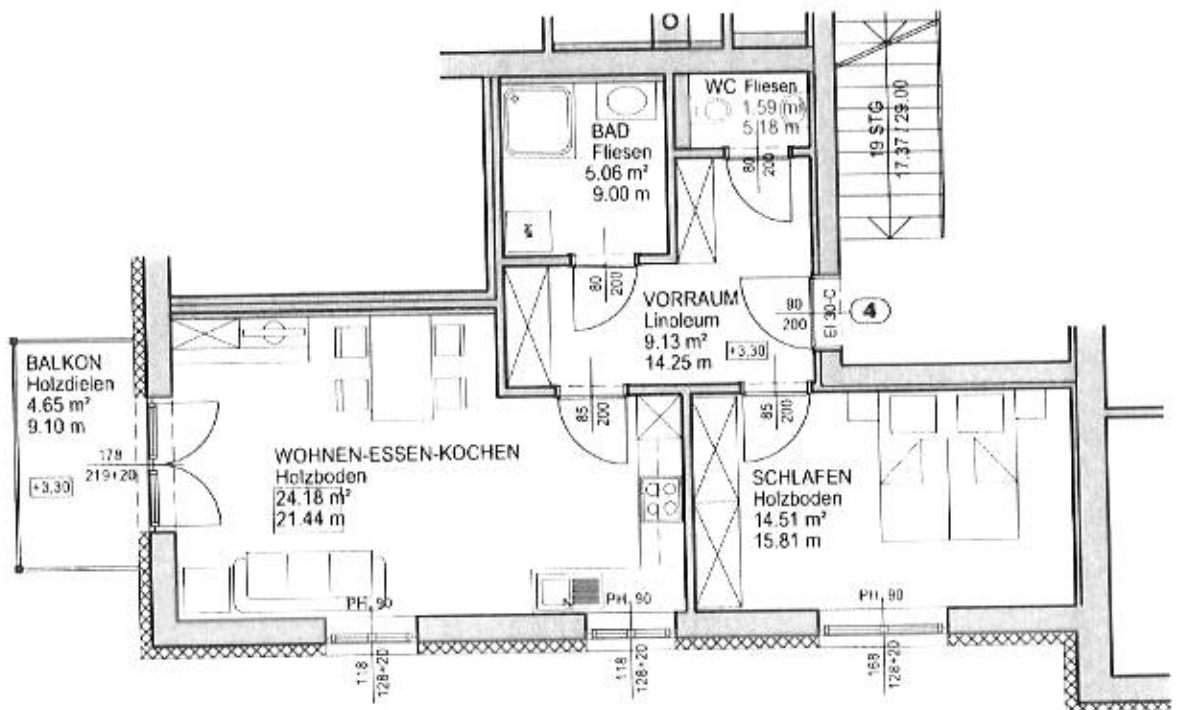 WC Fliesen
1.59 (m²
5.18 m
80
200
19 STG
17.37 / 29.00
BAD
Fliesen
5.06 m²
9.00 m
80
200
VORRAUM
Linoleum
9.13 m²
14.25 m
+3.30
90
200
EI 30-C
4
BALKON
Holzdielen
4.65 m²
9.10 m
178
219+20
+3,30
WOHNEN-ESSEN-KOCHEN
Holzboden
24.18 m²
21.44 m
85
200
85
200
SCHLAFEN
Holzboden
14.51 m²
15.81 m
PH, 90
PH, 90
PH, 90
118
128+20
118
128+20
168
128+20